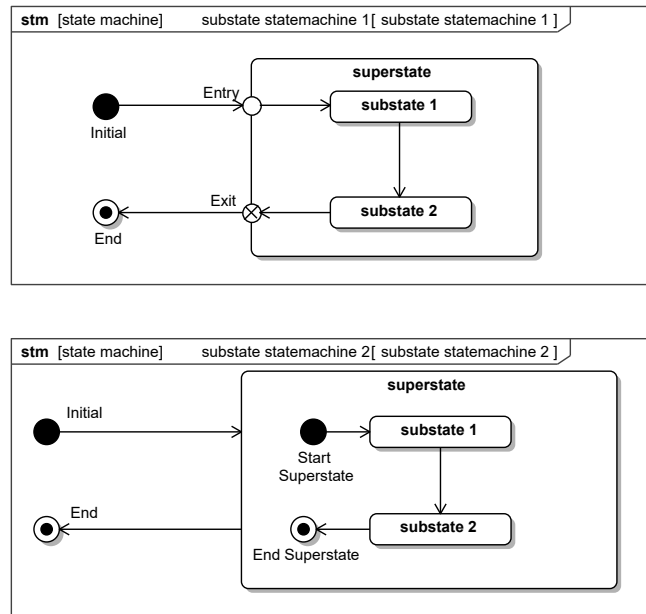 stm [state machine] substate statemachine 1[ substate statemachine 1 ]
superstate
Entry
substate 1
Initial
Exit
substate 2
End
stm [state machine] substate statemachine 2[ substate statemachine 2 ]
superstate
Initial
substate 1
Start
Superstate
End
substate 2
End Superstate